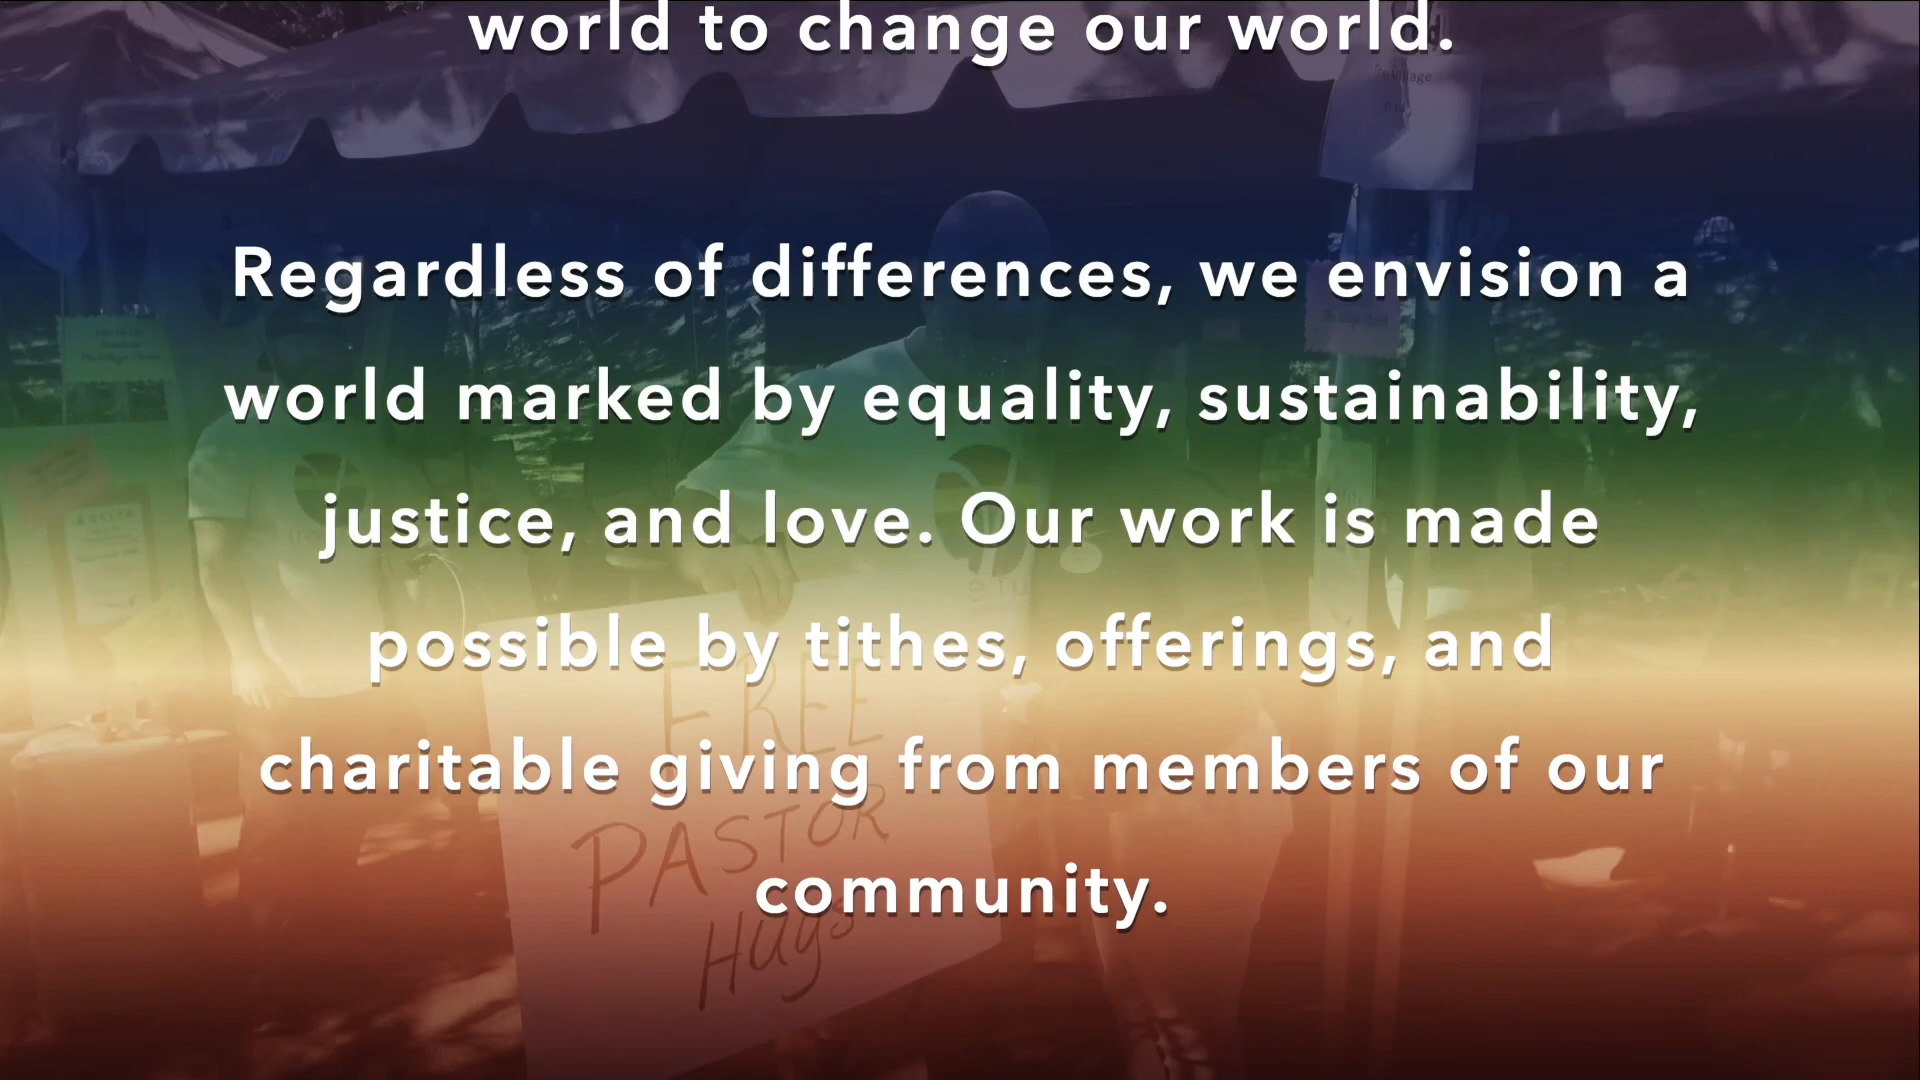 world to change our world.
Regardless of differences, we envision a
world marked by equality, sustainability,
justice, and love. Our work is made
possible by tithes, offerings, and
charitable giving from members of our
community.
FREE
PASTOR
Hugs